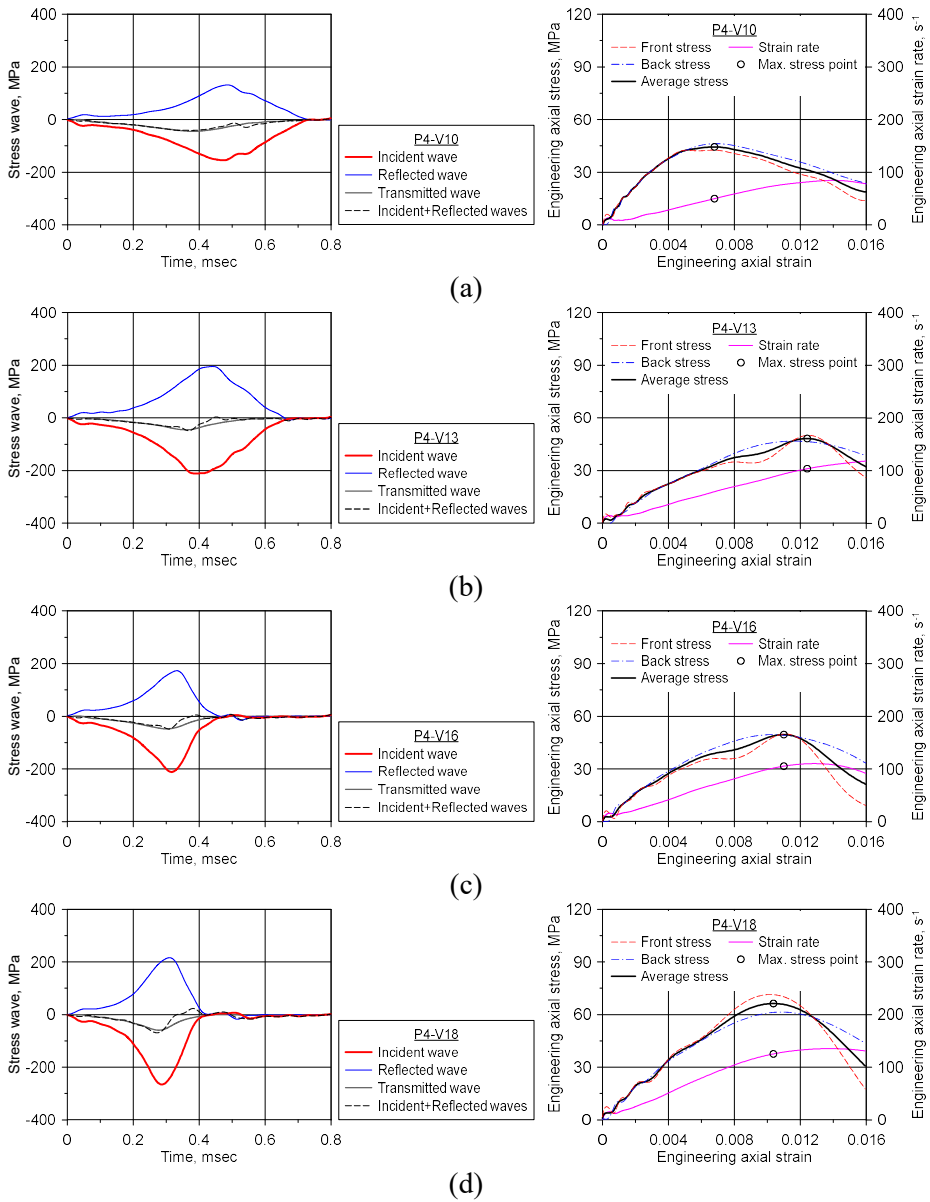 400
200
0
-200
-400
Stress wave, MPa
0 0.2 0.4 0.6 0.8
Time, msec
P4-V10
Incident wave
Reflected wave
Transmitted wave
Incident+Reflected waves
120
90
60
30
0
Engineering axial stress, MPa
P4-V10
Front stress Strain rate
Back stress Max. stress point
Average stress
400
300
200
100
0
Engineering axial strain rate, s-1
0 0.004 0.008 0.012 0.016
Engineering axial strain
(a)
400
200
0
-200
-400
Stress wave, MPa
0 0.2 0.4 0.6 0.8
Time, msec
P4-V13
Incident wave
Reflected wave
Transmitted wave
Incident+Reflected waves
120
90
60
30
0
Engineering axial stress, MPa
P4-V13
Front stress Strain rate
Back stress Max. stress point
Average stress
400
300
200
100
0
Engineering axial strain rate, s-1
0 0.004 0.008 0.012 0.016
Engineering axial strain
(b)
400
200
0
-200
-400
Stress wave, MPa
0 0.2 0.4 0.6 0.8
Time, msec
P4-V16
Incident wave
Reflected wave
Transmitted wave
Incident+Reflected waves
120
90
60
30
0
Engineering axial stress, MPa
P4-V16
Front stress Strain rate
Back stress Max. stress point
Average stress
400
300
200
100
0
Engineering axial strain rate, s-1
0 0.004 0.008 0.012 0.016
Engineering axial strain
(c)
400
200
0
-200
-400
Stress wave, MPa
0 0.2 0.4 0.6 0.8
Time, msec
P4-V18
Incident wave
Reflected wave
Transmitted wave
Incident+Reflected waves
120
90
60
30
0
Engineering axial stress, MPa
P4-V18
Front stress Strain rate
Back stress Max. stress point
Average stress
400
300
200
100
0
Engineering axial strain rate, s-1
0 0.004 0.008 0.012 0.016
Engineering axial strain
(d)